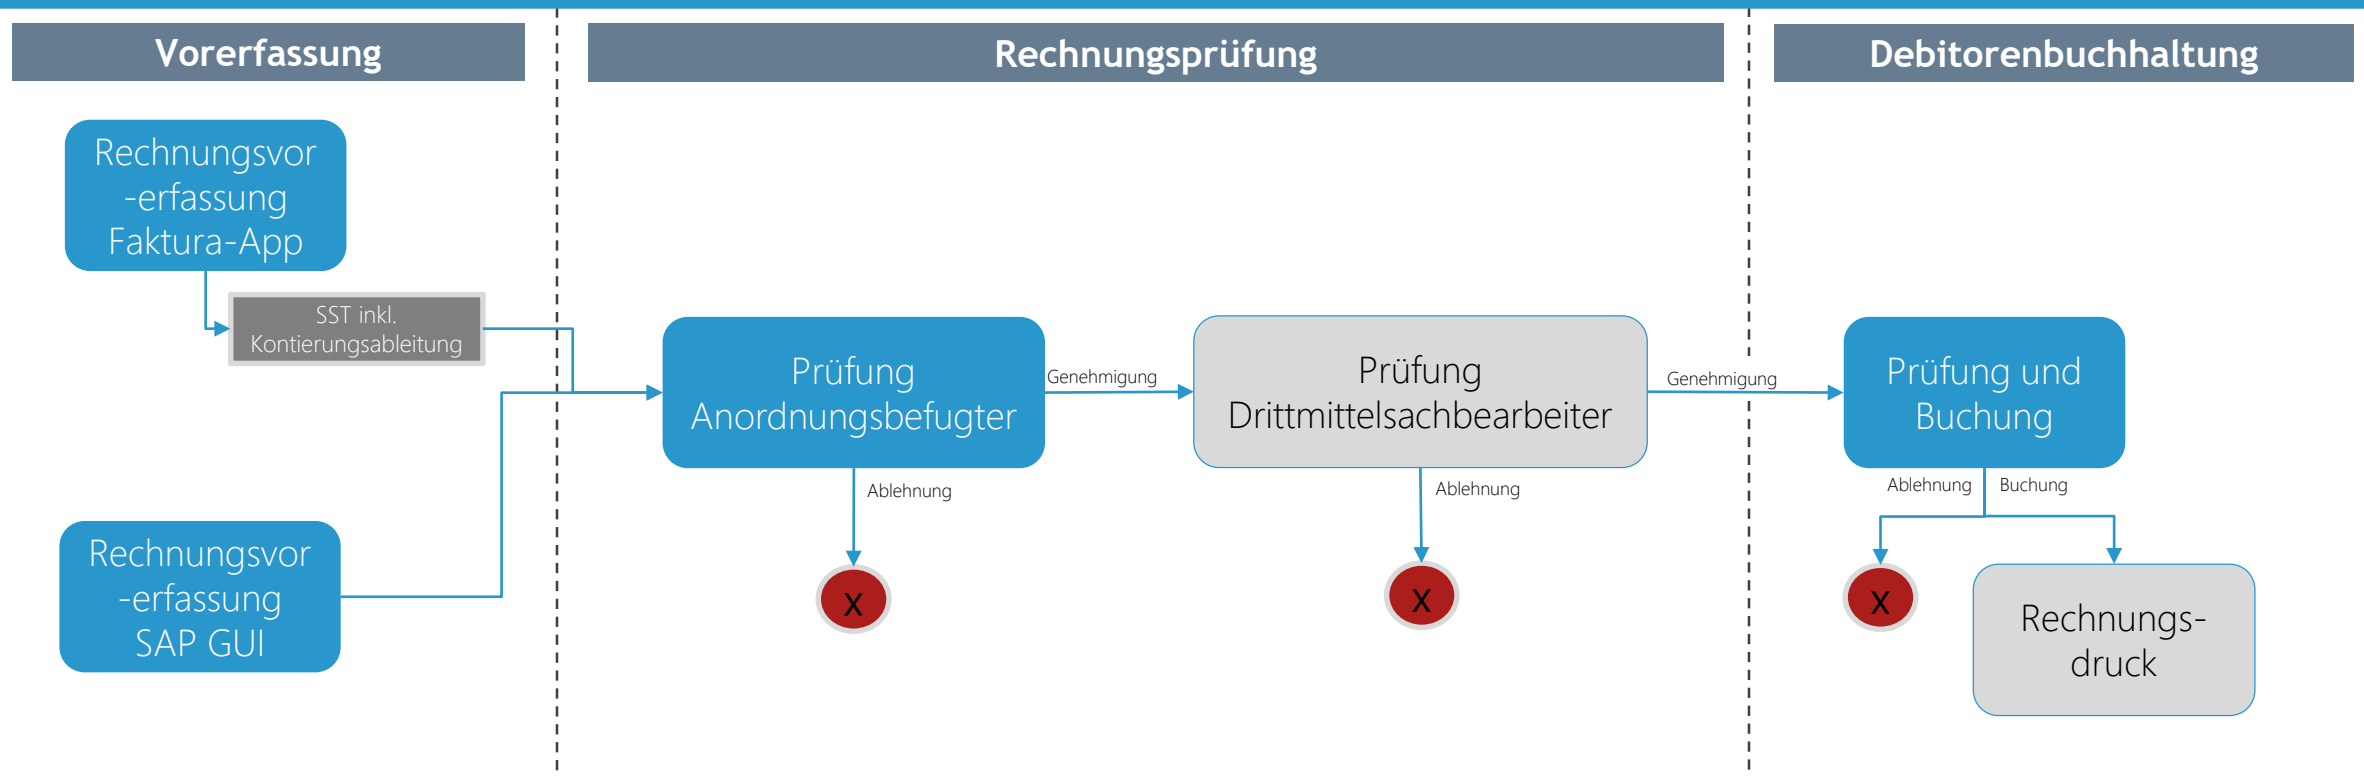 Vorerfassung
Rechnungsprüfung
Debitorenbuchhaltung
Rechnungsvor
-erfassung
Faktura-App
SST inkl.
Kontierungsableitung
Rechnungsvor
-erfassung
SAP GUI
Prüfung
Anordnungsbefugter
Genehmigung
Ablehnung
x
Prüfung
Drittmittelsachbearbeiter
Genehmigung
Ablehnung
x
Prüfung und
Buchung
Ablehnung
Buchung
x
Rechnungs-
druck